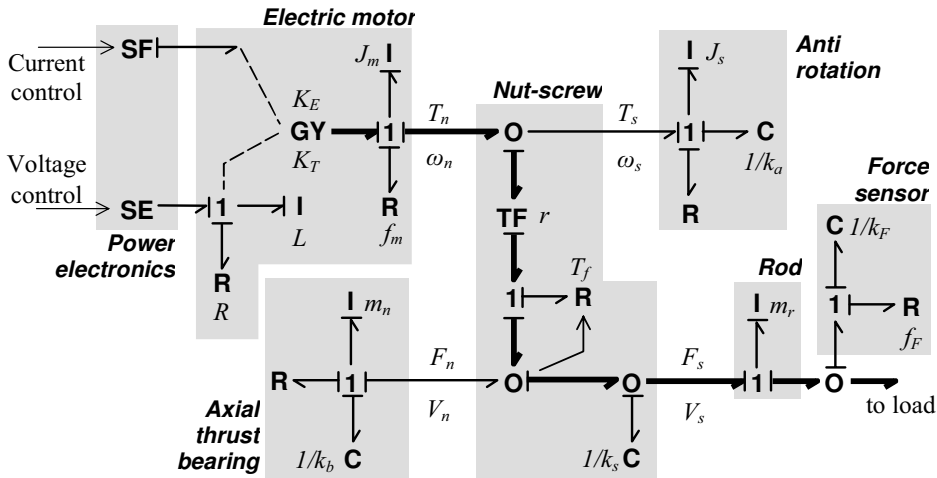 Electric motor
SF
Current
control
J_m I
I J_s
Anti
rotation
Nut-screw
K_E
T_n
T_s
GY
1
O
1
C
K_T
ω_n
ω_s
1/k_a
Voltage
control
SE
1
I
L
R
f_m
TF r
R
Force
sensor
C 1/k_F
Power
electronics
R
R
T_f
Rod
I m_n
1
R
I m_r
1
R
f_F
F_n
F_s
R
1
O
O
1
O
V_n
V_s
to load
Axial
thrust
bearing
1/k_b C
1/k_s C